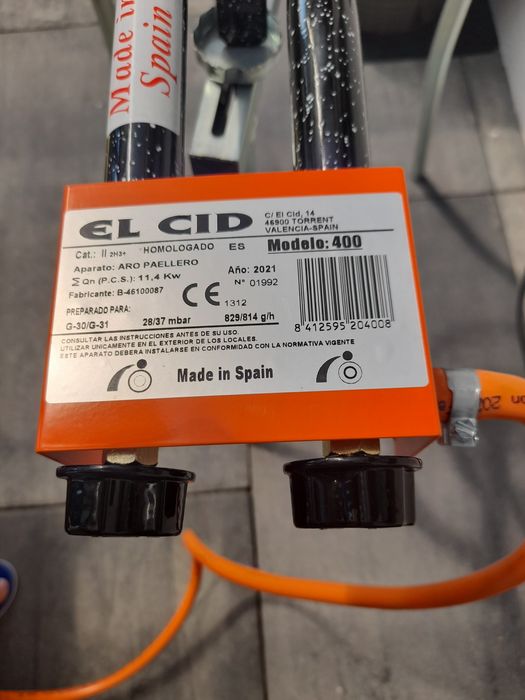 Made in
Spain
EL CID
C/ El Cid, 14
46900 TORRENT
VALENCIA-SPAIN
Cat.: II 2H3+ HOMOLOGADO ES Modelo: 400
Aparato: ARO PAELLERO
Σ Qn (P.C.S.): 11,4 Kw Año: 2021
Fabricante: B-46100087 Nº 01992
CE 1312
PREPARADO PARA:
G-30/G-31 28/37 mbar 829/814 g/h
8 412595 204008
CONSULTAR LAS INSTRUCCIONES ANTES DE SU USO.
UTILIZAR UNICAMENTE EN EL EXTERIOR DE LOS LOCALES.
ESTE APARATO DEBERA INSTALARSE EN CONFORMIDAD CON LA NORMATIVA VIGENTE
Made in Spain